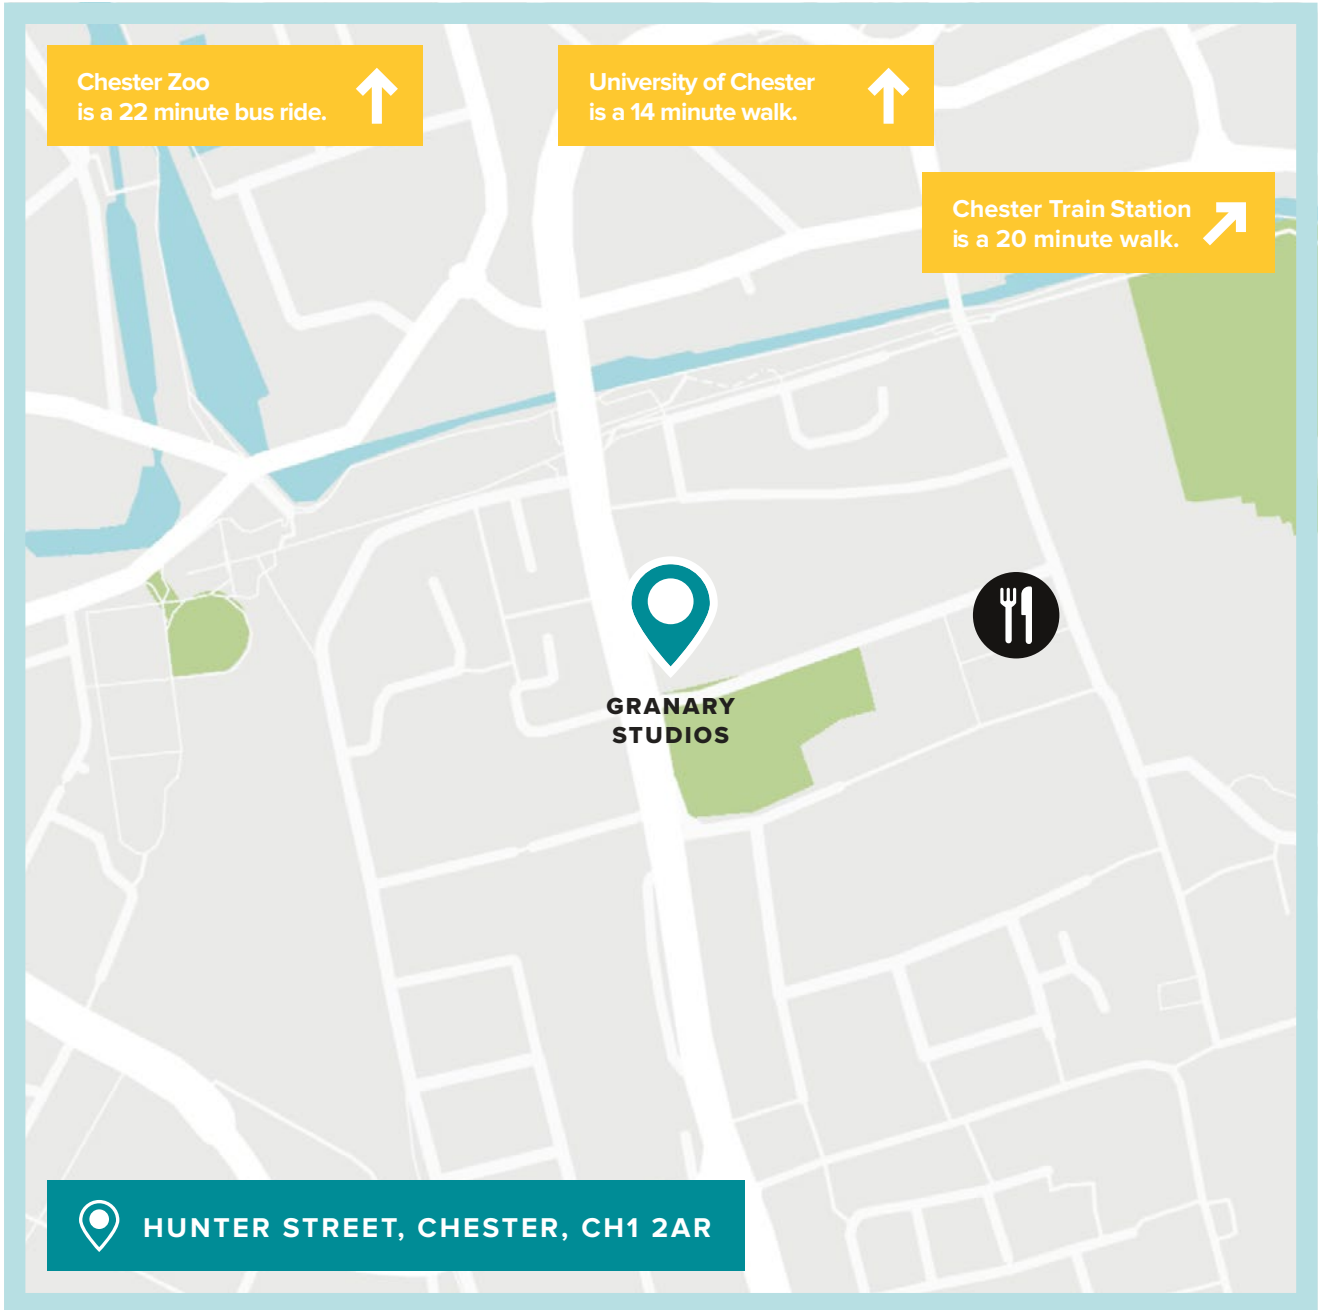 Chester Zoo
is a 22 minute bus ride.
University of Chester
is a 14 minute walk.
Chester Train Station
is a 20 minute walk.
GRANARY
STUDIOS
HUNTER STREET, CHESTER, CH1 2AR